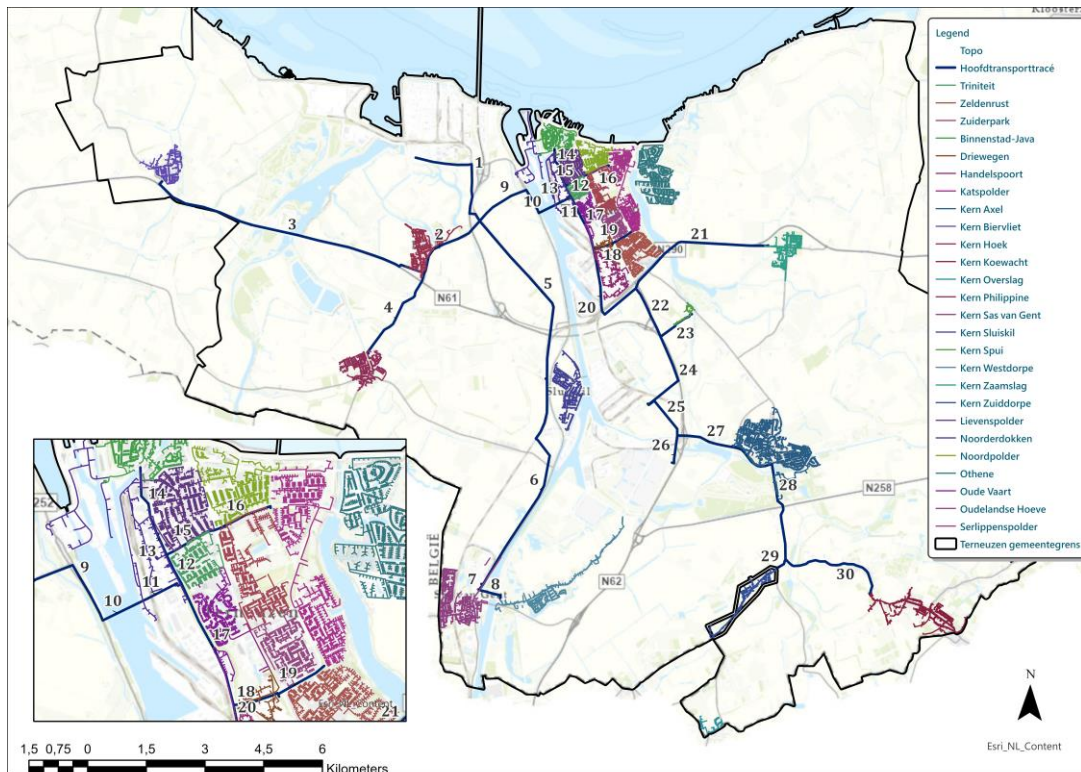 Kloosterz
Legend
Topo
Hoofdtransporttracé
Triniteit
Zeldenrust
Zuiderpark
Binnenstad-Java
Driewegen
Handelspoort
Katspolder
Kern Axel
Kern Biervliet
Kern Hoek
Kern Koewacht
Kern Overslag
Kern Philippine
Kern Sas van Gent
Kern Sluiskil
Kern Spui
Kern Westdorpe
Kern Zaamslag
Kern Zuiddorpe
Lievenspolder
Noorderdokken
Noordpolder
Othene
Oude Vaart
Oudelandse Hoeve
Serlippenspolder
Terneuzen gemeentegrens
1
14
15
16
9
13
12
10
11
17
3
2
19
21
18
N290
5
N61
4
20
22
23
24
25
27
26
6
28
N258
29
7
8
30
BELGIË
N62
252
14
16
15
13
9
12
11
10
17
19
18
20
Esri_NL_Content
21
N
Esri_NL_Content
1,5 0,75 0 1,5 3 4,5 6
Kilometers